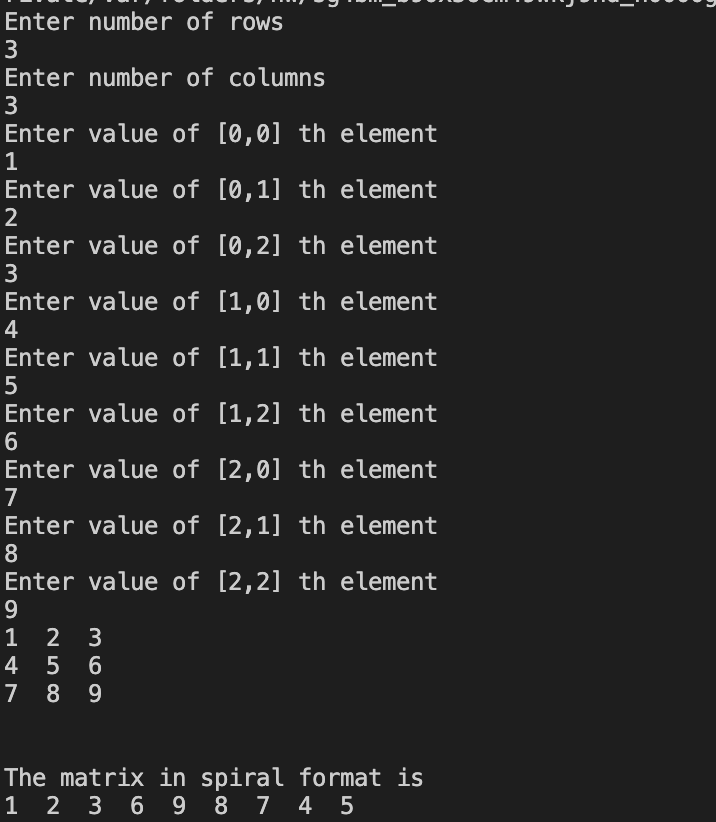 Enter number of rows
3
Enter number of columns
3
Enter value of [0,0] th element
1
Enter value of [0,1] th element
2
Enter value of [0,2] th element
3
Enter value of [1,0] th element
4
Enter value of [1,1] th element
5
Enter value of [1,2] th element
6
Enter value of [2,0] th element
7
Enter value of [2,1] th element
8
Enter value of [2,2] th element
9
1  2  3
4  5  6
7  8  9
The matrix in spiral format is
1  2  3  6  9  8  7  4  5